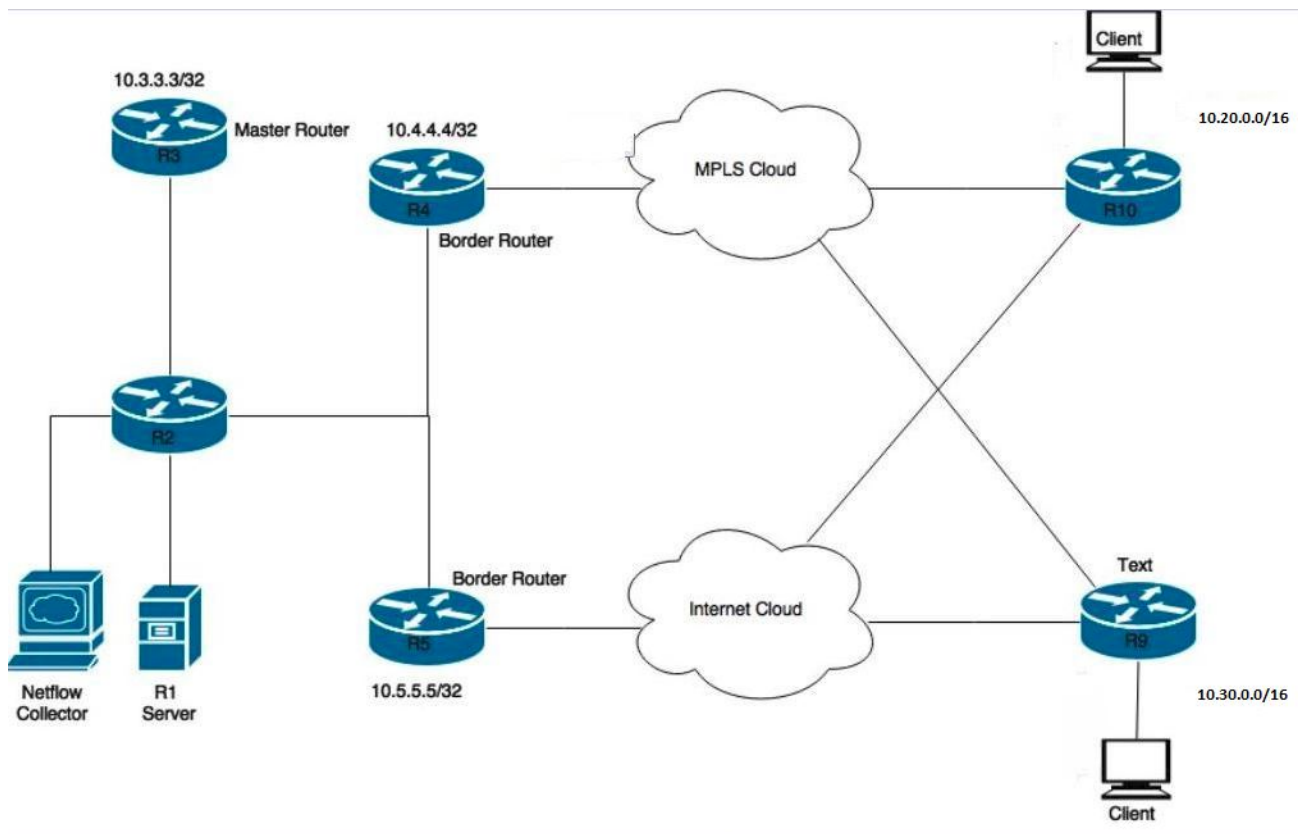 Client
10.3.3.3/32
10.20.0.0/16
Master Router
10.4.4.4/32
R3
MPLS Cloud
R4
R10
Border Router
R2
Text
Border Router
Internet Cloud
R5
R9
Netflow
Collector
R1
Server
10.5.5.5/32
10.30.0.0/16
Client